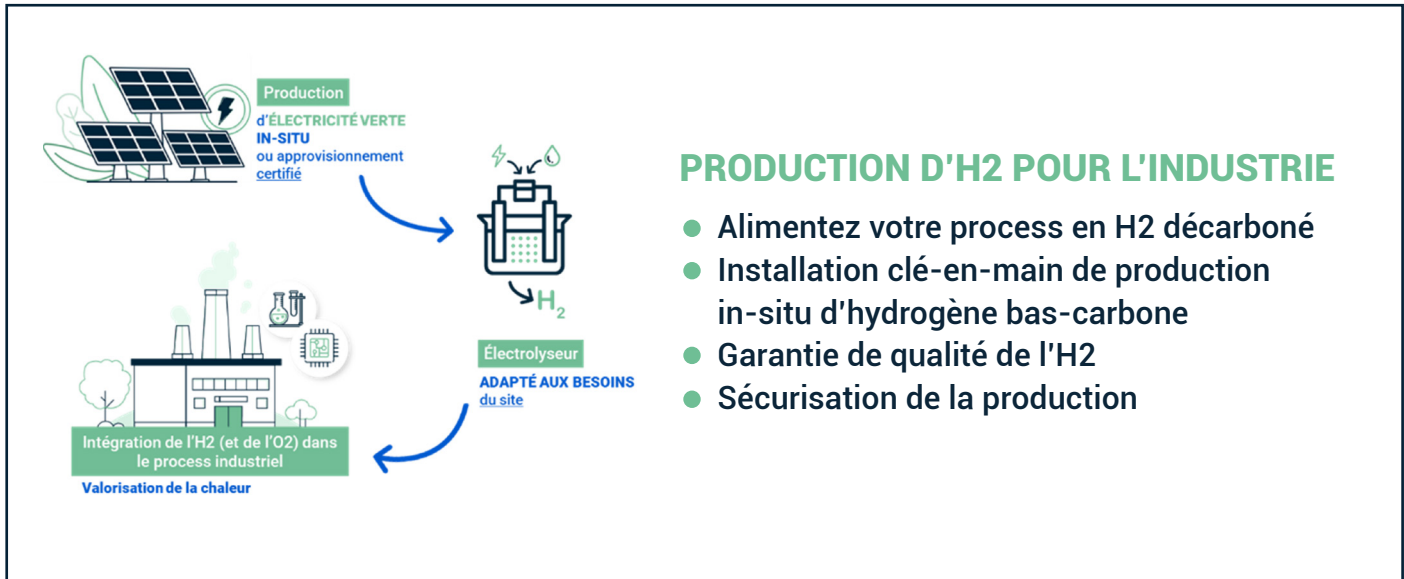 Production
d'ÉLECTRICITÉ VERTE
IN-SITU
ou approvisionnement
certifié
H2
Électrolyseur
ADAPTÉ AUX BESOINS
du site
Intégration de l'H2 (et de l'O2) dans
le process industriel
Valorisation de la chaleur
PRODUCTION D'H2 POUR L'INDUSTRIE
Alimentez votre process en H2 décarboné
Installation clé-en-main de production
in-situ d'hydrogène bas-carbone
Garantie de qualité de l'H2
Sécurisation de la production